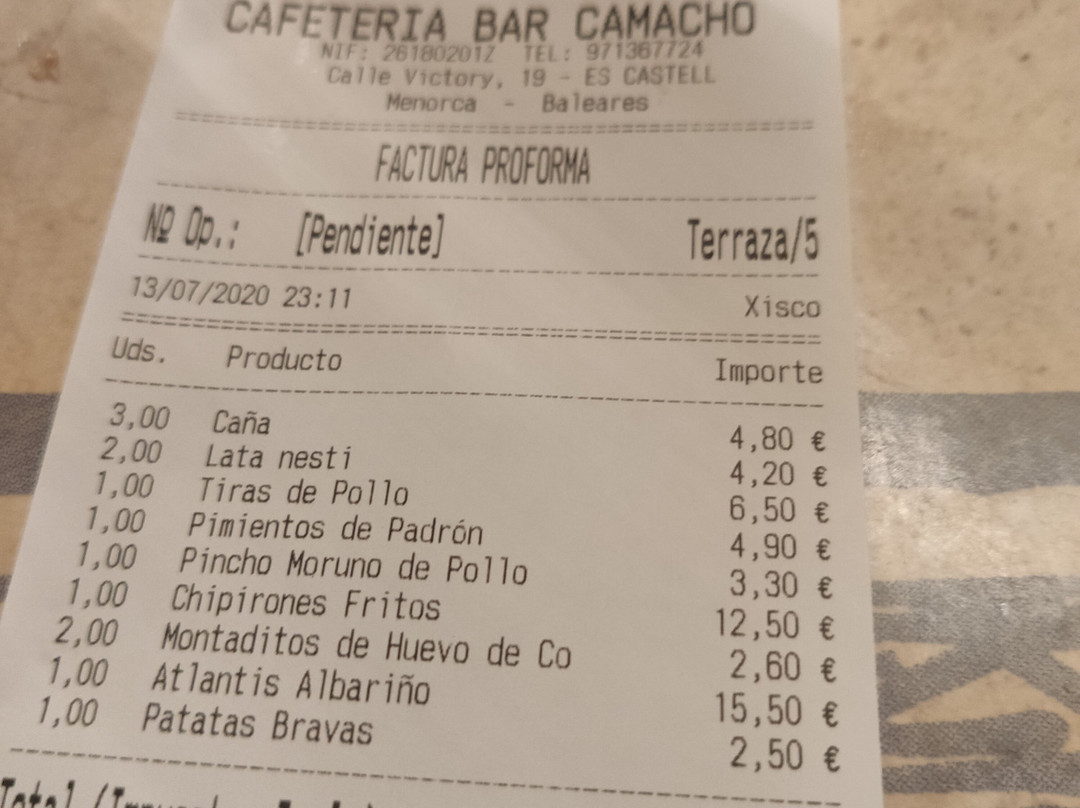 CAFETERIA BAR CAMACHO
NIF: 26180201Z TEL: 971367724
Calle Victory, 19 - ES CASTELL
Menorca - Baleares
FACTURA PROFORMA
Nº Op.: [Pendiente] Terraza/5
13/07/2020 23:11 Xisco
Uds. Producto Importe
3,00 Caña 4,80 €
2,00 Lata nesti 4,20 €
1,00 Tiras de Pollo 6,50 €
1,00 Pimientos de Padrón 4,90 €
1,00 Pincho Moruno de Pollo 3,30 €
1,00 Chipirones Fritos 12,50 €
2,00 Montaditos de Huevo de Co 2,60 €
1,00 Atlantis Albariño 15,50 €
1,00 Patatas Bravas 2,50 €
Total